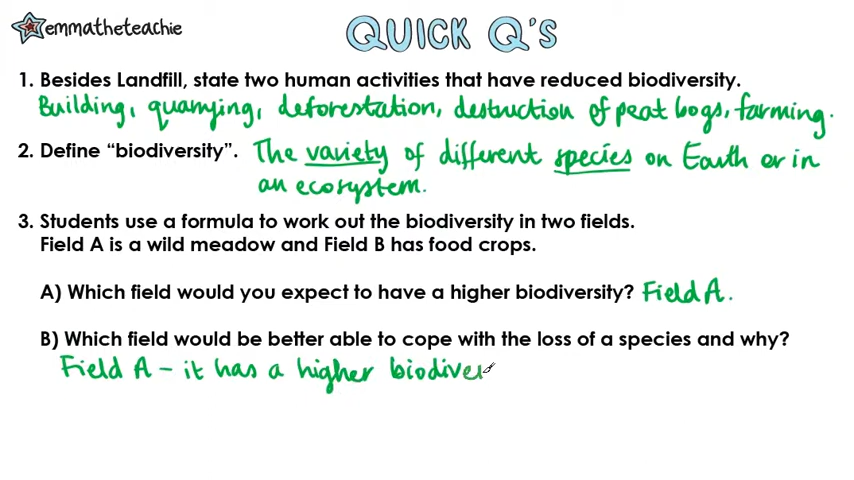 emmatheteachie
QUICK Q'S
1. Besides Landfill, state two human activities that have reduced biodiversity.
Building, quarrying, deforestation, destruction of peat bogs, farming.
2. Define “biodiversity”. The variety of different species on Earth or in
an ecosystem.
3. Students use a formula to work out the biodiversity in two fields.
Field A is a wild meadow and Field B has food crops.
A) Which field would you expect to have a higher biodiversity? Field A.
B) Which field would be better able to cope with the loss of a species and why?
Field A – it has a higher biodiver